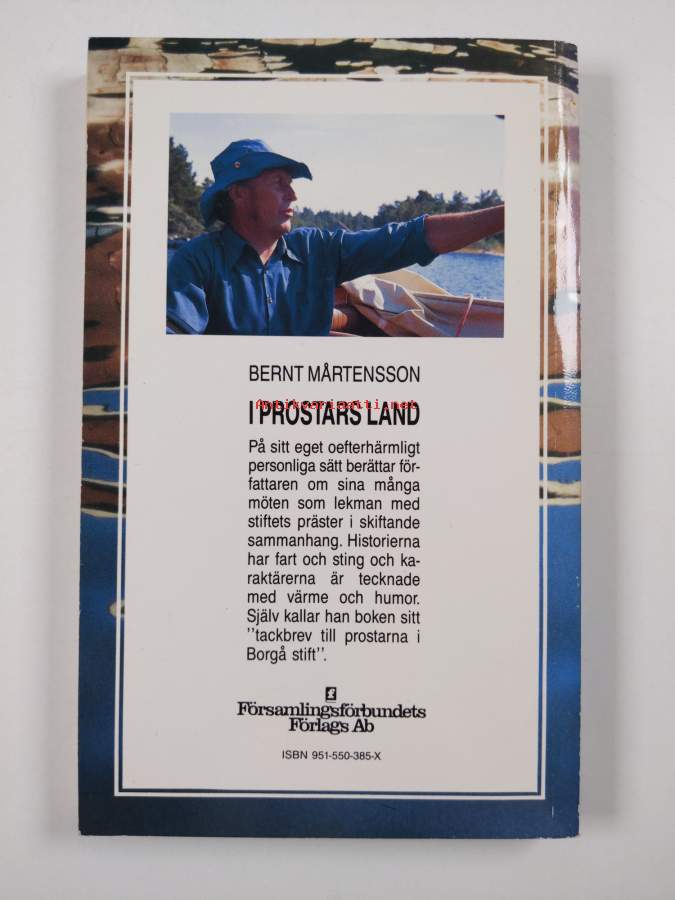 BERNT MÅRTENSSON
I PROSTARS LAND
Antikvariaatti.net
På sitt eget oefterhärmligt
personliga sätt berättar för-
fattaren om sina många
möten som lekman med
stiftets präster i skiftande
sammanhang. Historierna
har fart och sting och ka-
raktärerna är tecknade
med värme och humor.
Själv kallar han boken sitt
''tackbrev till prostarna i
Borgå stift''.
f
Församlingsförbundets
Förlags Ab
ISBN 951-550-385-X